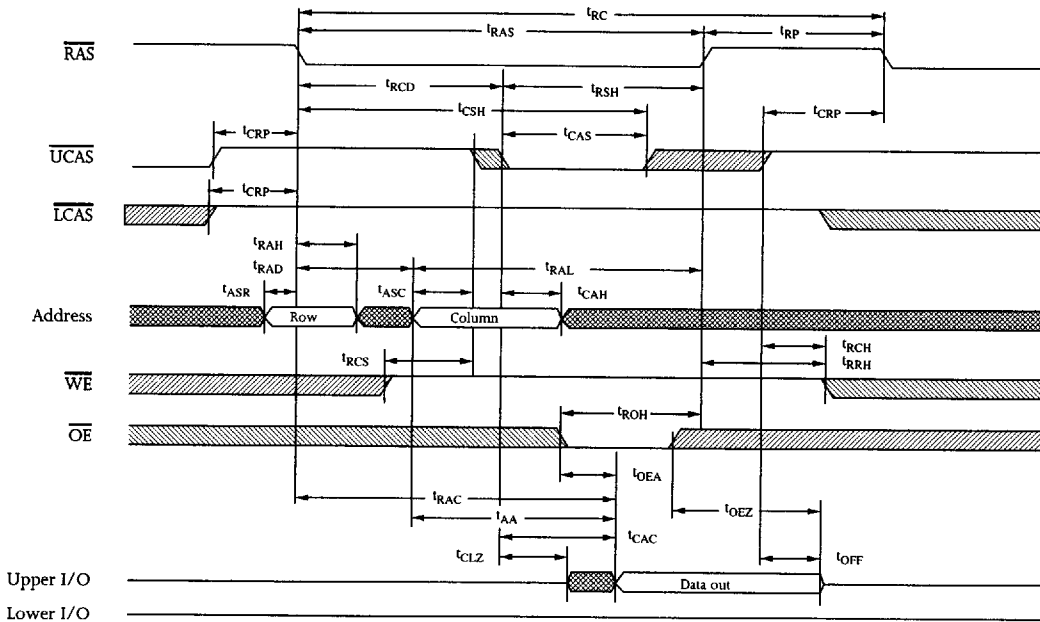 tRC
tRAS
tRP
RAS
tRCD
tRSH
tCSH
tCRP
tCRP
tCAS
UCAS
tCRP
LCAS
tRAH
tRAD
tRAL
tASR
tASC
tCAH
Address
Row
Column
tRCS
tRCH
tRRH
WE
tROH
OE
tOEA
tRAC
tOEZ
tAA
tCAC
tCLZ
tOFF
Upper I/O
Data out
Lower I/O